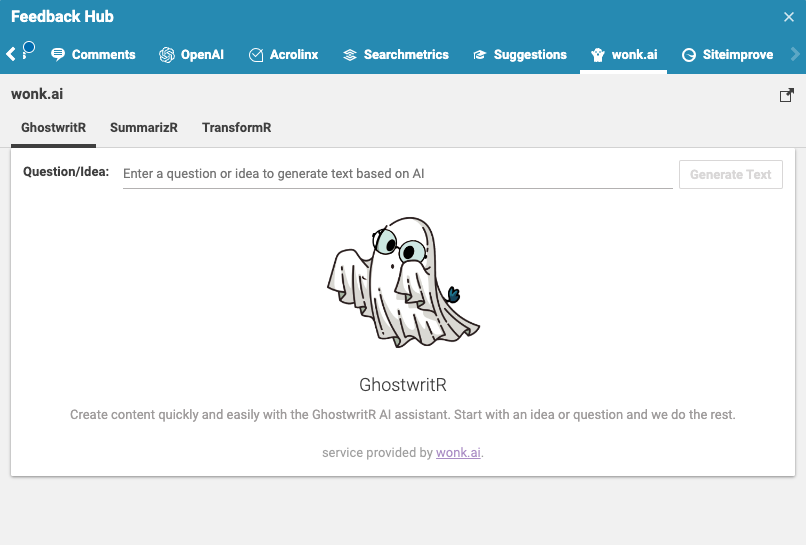 Feedback Hub
Comments OpenAI Acrolinx Searchmetrics Suggestions wonk.ai Siteimprove
wonk.ai
GhostwritR SummarizR TransformR
Question/Idea: Enter a question or idea to generate text based on AI Generate Text
GhostwritR
Create content quickly and easily with the GhostwritR AI assistant. Start with an idea or question and we do the rest.
service provided by wonk.ai.